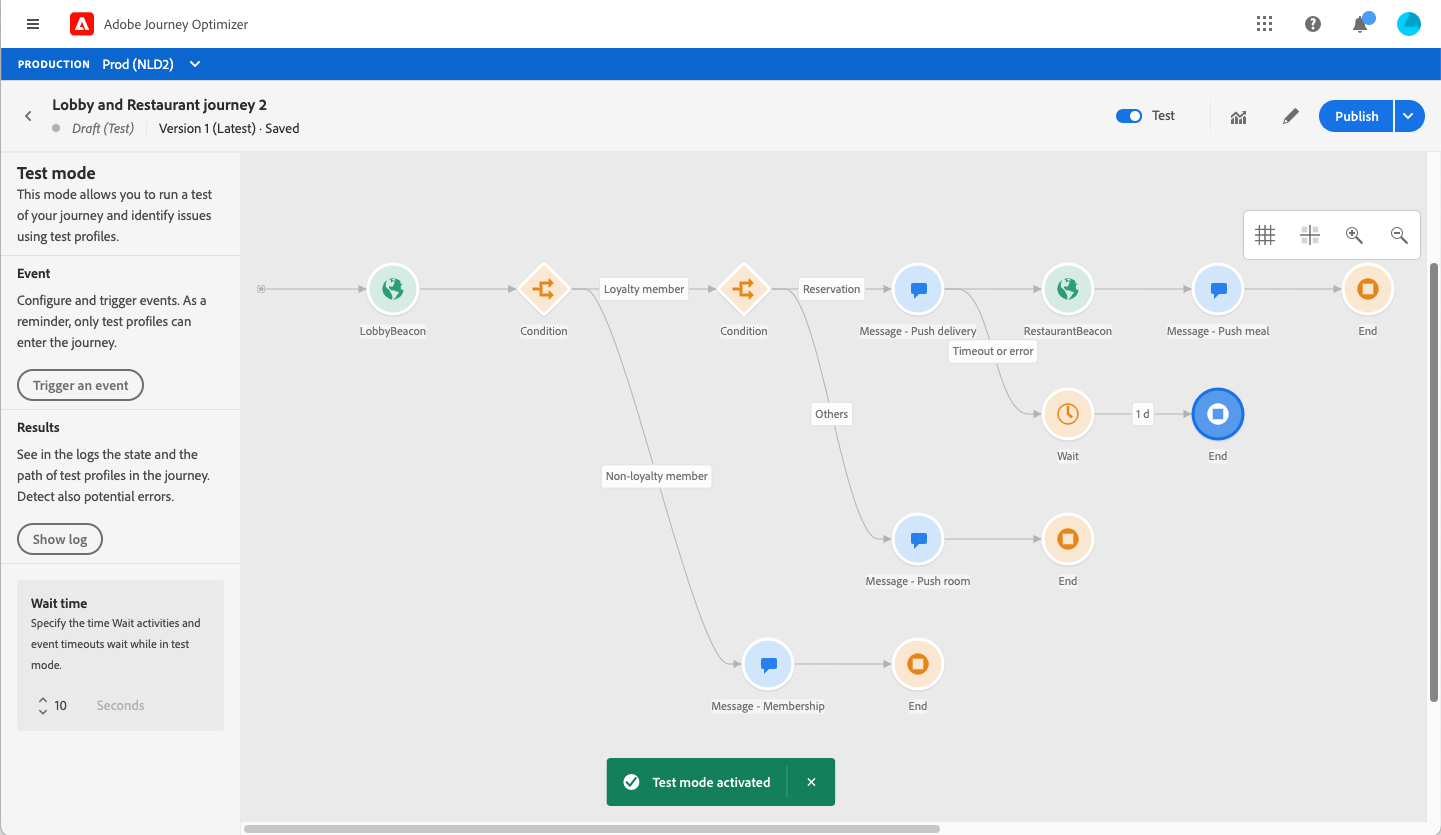 Adobe Journey Optimizer
PRODUCTION Prod (NLD2)
Lobby and Restaurant journey 2
Draft (Test) Version 1 (Latest) · Saved
Test
Publish
Test mode
This mode allows you to run a test
of your journey and identify issues
using test profiles.
Event
Configure and trigger events. As a
reminder, only test profiles can
enter the journey.
Trigger an event
Results
See in the logs the state and the
path of test profiles in the journey.
Detect also potential errors.
Show log
Wait time
Specify the time Wait activities and
event timeouts wait while in test
mode.
10 Seconds
Loyalty member
Reservation
LobbyBeacon
Condition
Condition
Message - Push delivery
RestaurantBeacon
Message - Push meal
End
Timeout or error
Others
1 d
Wait
End
Non-loyalty member
Message - Push room
End
Message - Membership
End
Test mode activated